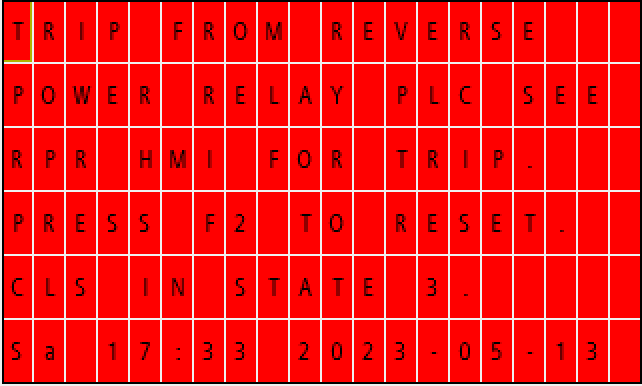 TRIP FROM REVERSE
POWER RELAY PLC SEE
RPR HMI FOR TRIP.
PRESS F2 TO RESET.
CLS IN STATE 3.
Sa 17:33 2023-05-13